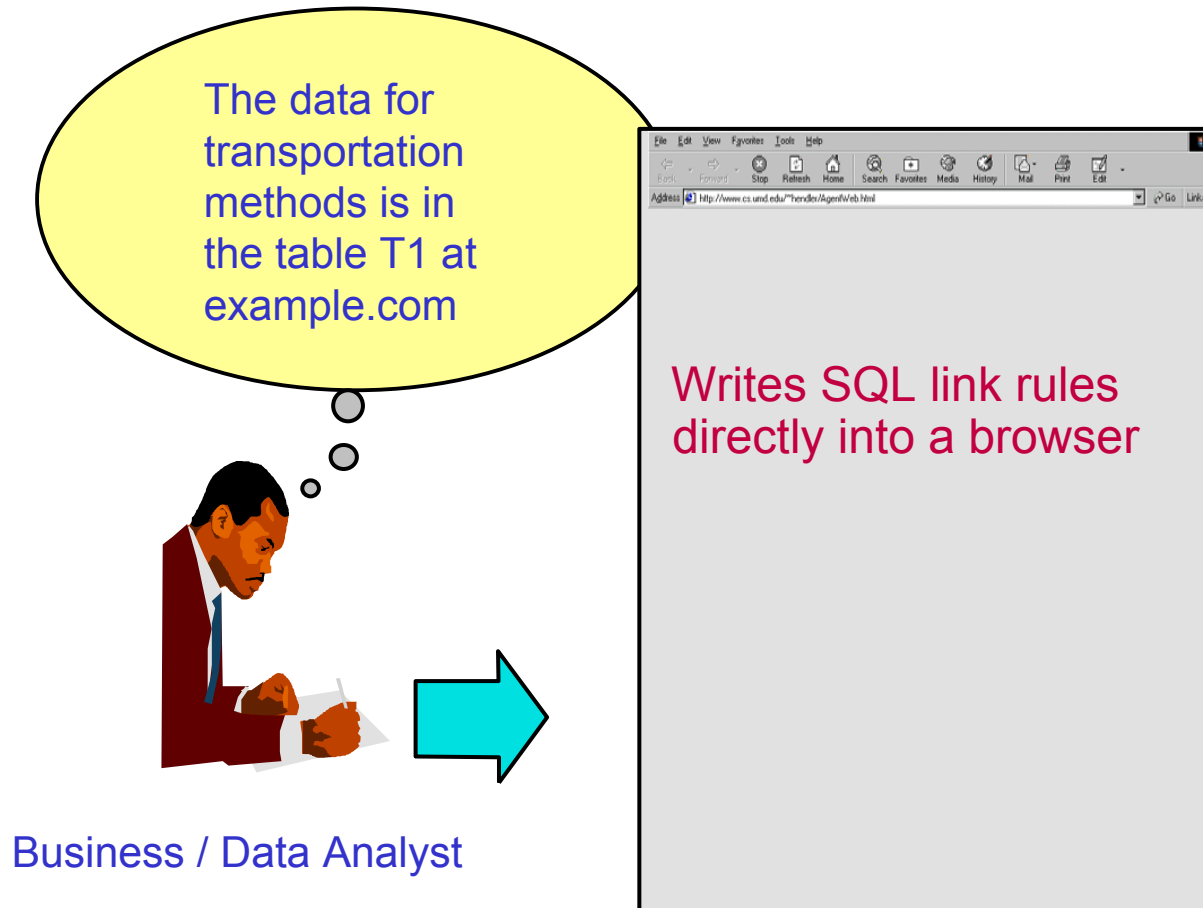 The data for
transportation
methods is in
the table T1 at
example.com
File Edit View Favorites Tools Help
Back Forward Stop Refresh Home Search Favorites Media History Mail Print Edit
Address http://www.cs.umd.edu/~hendler/AgentWeb.html Go Links
Writes SQL link rules
directly into a browser
Business / Data Analyst